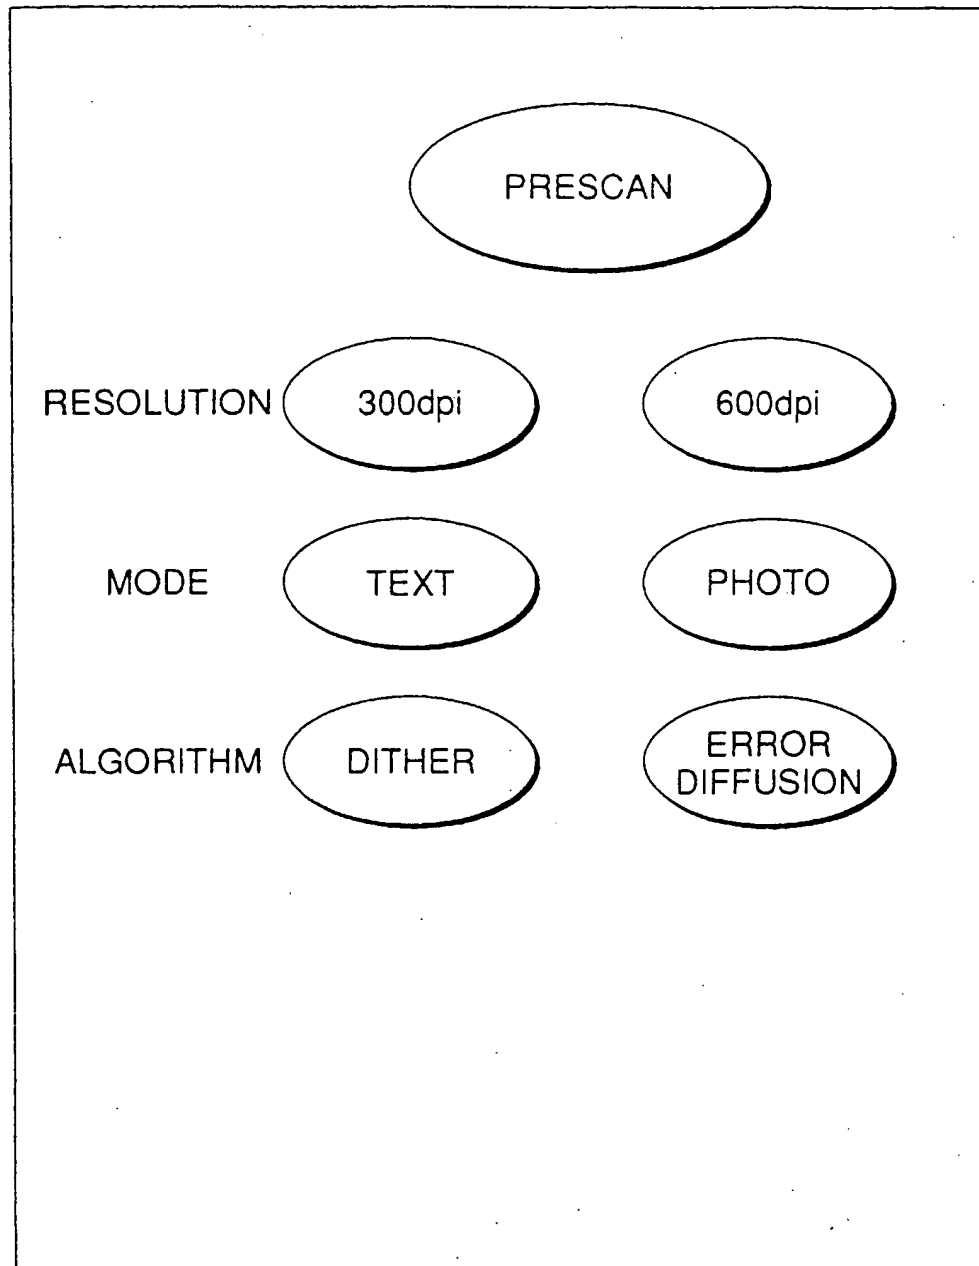 PRESCAN
RESOLUTION 300dpi 600dpi
MODE TEXT PHOTO
ALGORITHM DITHER ERROR DIFFUSION